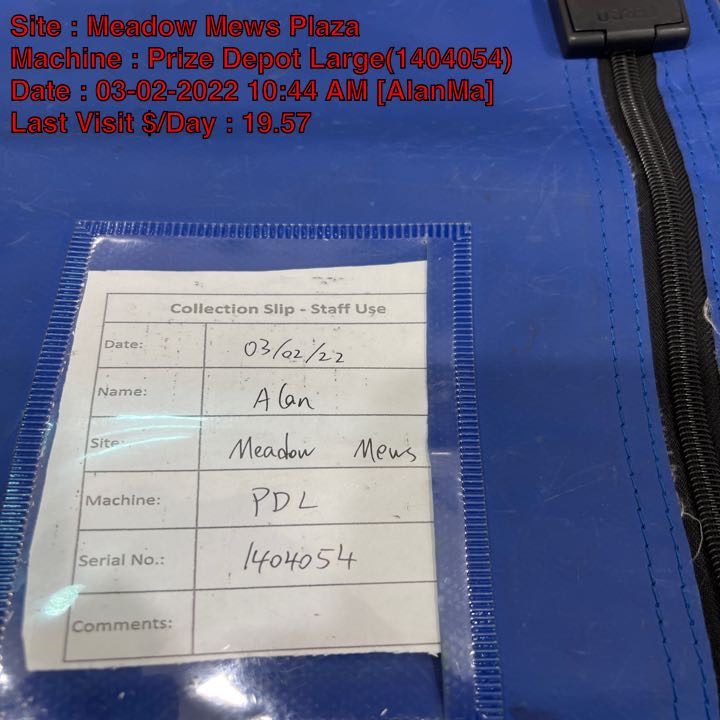 Site : Meadow Mews Plaza
Machine : Prize Depot Large(1404054)
Date : 03-02-2022 10:44 AM [AlanMa]
Last Visit $/Day : 19.57
Collection Slip - Staff Use
Date: 03/02/22
Name: Alan
Site: Meadow Mews
Machine: PDL
Serial No.: 1404054
Comments: